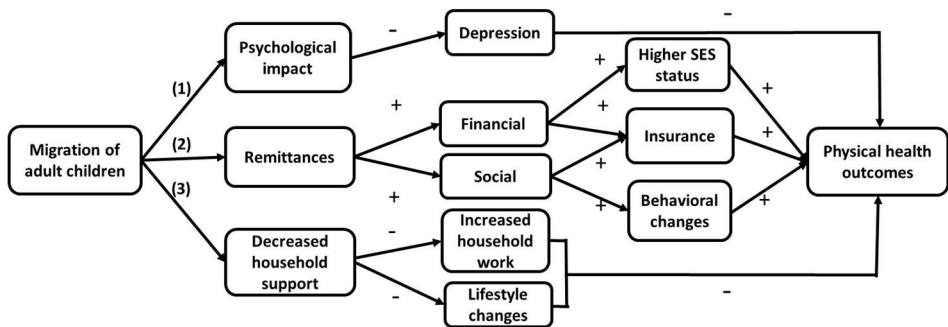 Psychological
impact
–
Depression
–
Higher SES
status
+
+
(1)
+
Financial
+
Insurance
+
Migration of
adult children
(2)
Remittances
Social
+
Behavioral
changes
+
+
Physical health
outcomes
(3)
+
Decreased
household
support
–
Increased
household
work
–
Lifestyle
changes
–